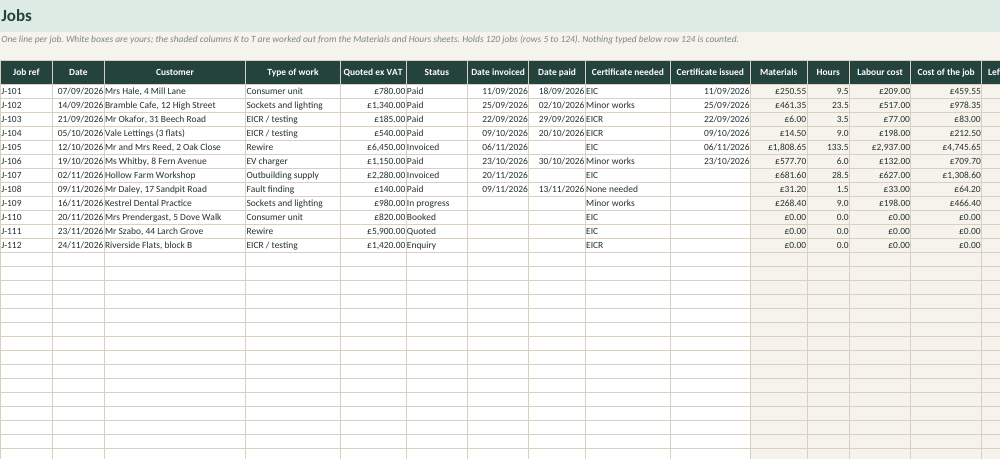 Jobs
One line per job. White boxes are yours; the shaded columns K to T are worked out from the Materials and Hours sheets. Holds 120 jobs (rows 5 to 124). Nothing typed below row 124 is counted.
Job ref Date Customer Type of work Quoted ex VAT Status Date invoiced Date paid Certificate needed Certificate issued Materials Hours Labour cost Cost of the job
J-101 07/09/2026 Mrs Hale, 4 Mill Lane Consumer unit £780.00 Paid 11/09/2026 18/09/2026 EIC 11/09/2026 £250.55 9.5 £209.00 £459.55
J-102 14/09/2026 Bramble Cafe, 12 High Street Sockets and lighting £1,340.00 Paid 25/09/2026 02/10/2026 Minor works 25/09/2026 £461.35 23.5 £517.00 £978.35
J-103 21/09/2026 Mr Okafor, 31 Beech Road EICR / testing £185.00 Paid 22/09/2026 29/09/2026 EICR 22/09/2026 £6.00 3.5 £77.00 £83.00
J-104 05/10/2026 Vale Lettings (3 flats) EICR / testing £540.00 Paid 09/10/2026 20/10/2026 EICR 09/10/2026 £14.50 9.0 £198.00 £212.50
J-105 12/10/2026 Mr and Mrs Reed, 2 Oak Close Rewire £6,450.00 Invoiced 06/11/2026 EIC 06/11/2026 £1,808.65 133.5 £2,937.00 £4,745.65
J-106 19/10/2026 Ms Whitby, 8 Fern Avenue EV charger £1,150.00 Paid 23/10/2026 30/10/2026 Minor works 23/10/2026 £577.70 6.0 £132.00 £709.70
J-107 02/11/2026 Hollow Farm Workshop Outbuilding supply £2,280.00 Invoiced 20/11/2026 EIC £681.60 28.5 £627.00 £1,308.60
J-108 09/11/2026 Mr Daley, 17 Sandpit Road Fault finding £140.00 Paid 09/11/2026 13/11/2026 None needed £31.20 1.5 £33.00 £64.20
J-109 16/11/2026 Kestrel Dental Practice Sockets and lighting £980.00 In progress Minor works £268.40 9.0 £198.00 £466.40
J-110 20/11/2026 Mrs Prendergast, 5 Dove Walk Consumer unit £820.00 Booked EIC £0.00 0.0 £0.00 £0.00
J-111 23/11/2026 Mr Szabo, 44 Larch Grove Rewire £5,900.00 Quoted EIC £0.00 0.0 £0.00 £0.00
J-112 24/11/2026 Riverside Flats, block B EICR / testing £1,420.00 Enquiry EICR £0.00 0.0 £0.00 £0.00